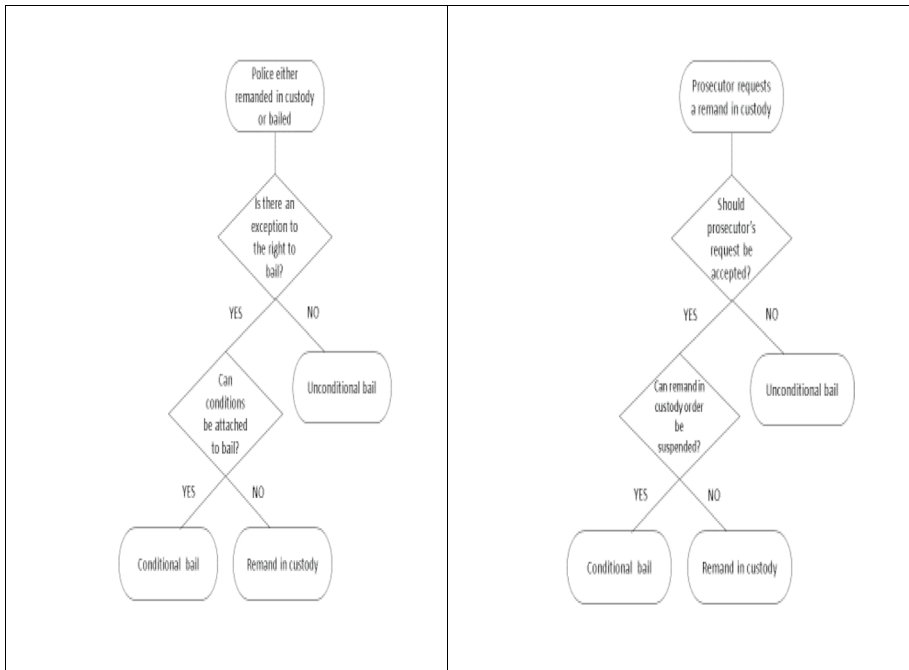 Police either
remanded in custody
or bailed
Is there an
exception to
the right to
bail?
YES
NO
Unconditional bail
Can
conditions
be attached
to bail?
YES
NO
Conditional bail
Remand in custody
Prosecutor requests
a remand in custody
Should
prosecutor's
request be
accepted?
YES
NO
Unconditional bail
Can remand in
custody order
be
suspended?
YES
NO
Conditional bail
Remand in custody